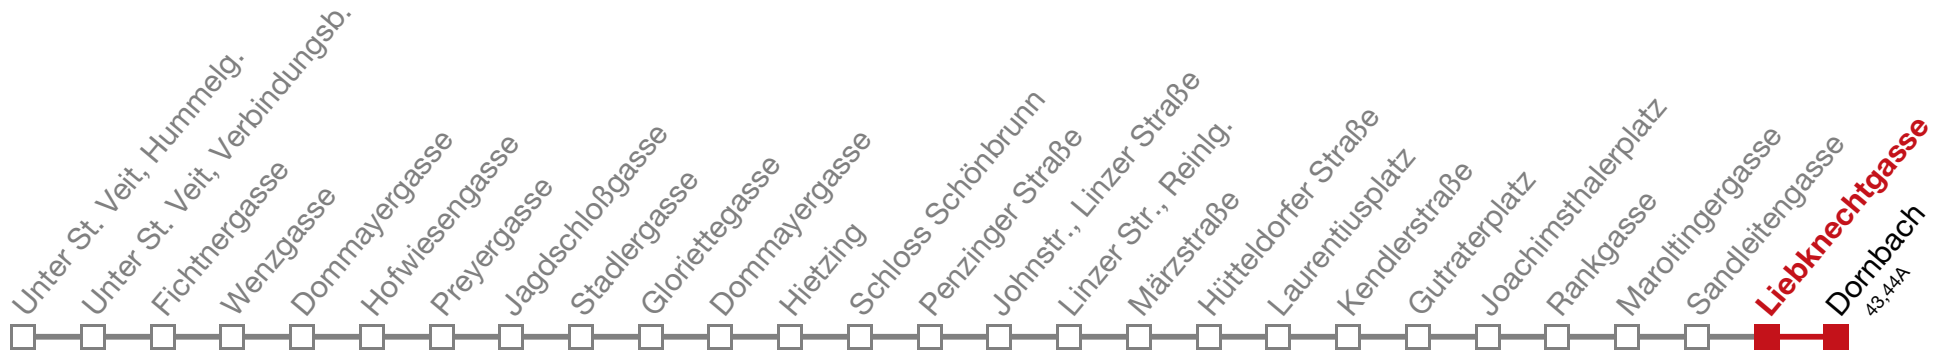 Unter St. Veit, Hummelg.
Unter St. Veit, Verbindungsb.
Fichtnergasse
Wenzgasse
Dommayergasse
Hofwiesengasse
Preyergasse
Jagdschloßgasse
Stadlergasse
Gloriettegasse
Dommayergasse
Hietzing
Schloss Schönbrunn
Penzinger Straße
Johnstr., Linzer Straße
Linzer Str., Reinlg.
Märzstraße
Hütteldorfer Straße
Laurentiusplatz
Kendlerstraße
Gutraterplatz
Joachimsthalerplatz
Rankgasse
Maroltingergasse
Sandleitengasse
Liebknechtgasse
Dornbach
43,44A